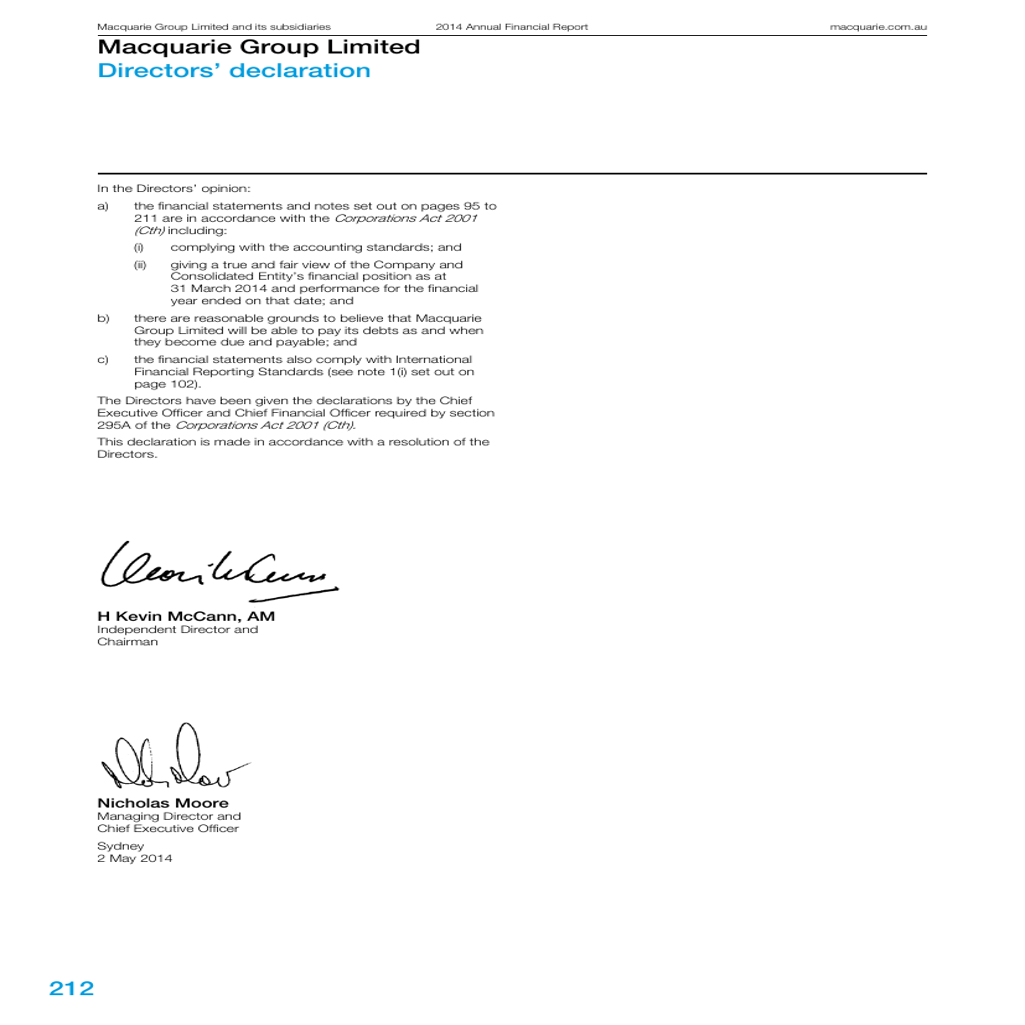 Macquarie Group Limited and its subsidiaries 2014 Annual Financial Report macquarie.com.au
Macquarie Group Limited
Directors' declaration
In the Directors' opinion:
a) the financial statements and notes set out on pages 95 to
211 are in accordance with the Corporations Act 2001
(Cth) including:
(i) complying with the accounting standards; and
(ii) giving a true and fair view of the Company and
Consolidated Entity's financial position as at
31 March 2014 and performance for the financial
year ended on that date; and
b) there are reasonable grounds to believe that Macquarie
Group Limited will be able to pay its debts as and when
they become due and payable; and
c) the financial statements also comply with International
Financial Reporting Standards (see note 1(i) set out on
page 102).
The Directors have been given the declarations by the Chief
Executive Officer and Chief Financial Officer required by section
295A of the Corporations Act 2001 (Cth).
This declaration is made in accordance with a resolution of the
Directors.
H Kevin McCann, AM
Independent Director and
Chairman
Nicholas Moore
Managing Director and
Chief Executive Officer
Sydney
2 May 2014
212